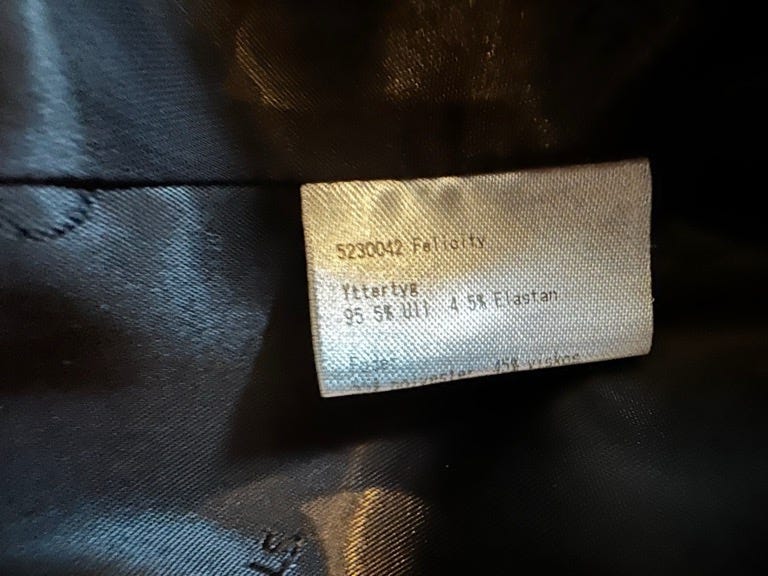 5230042 Felicity
Yttertyg
95.5% Ull 4.5% Elastan
Foder
polyester 45% viskos